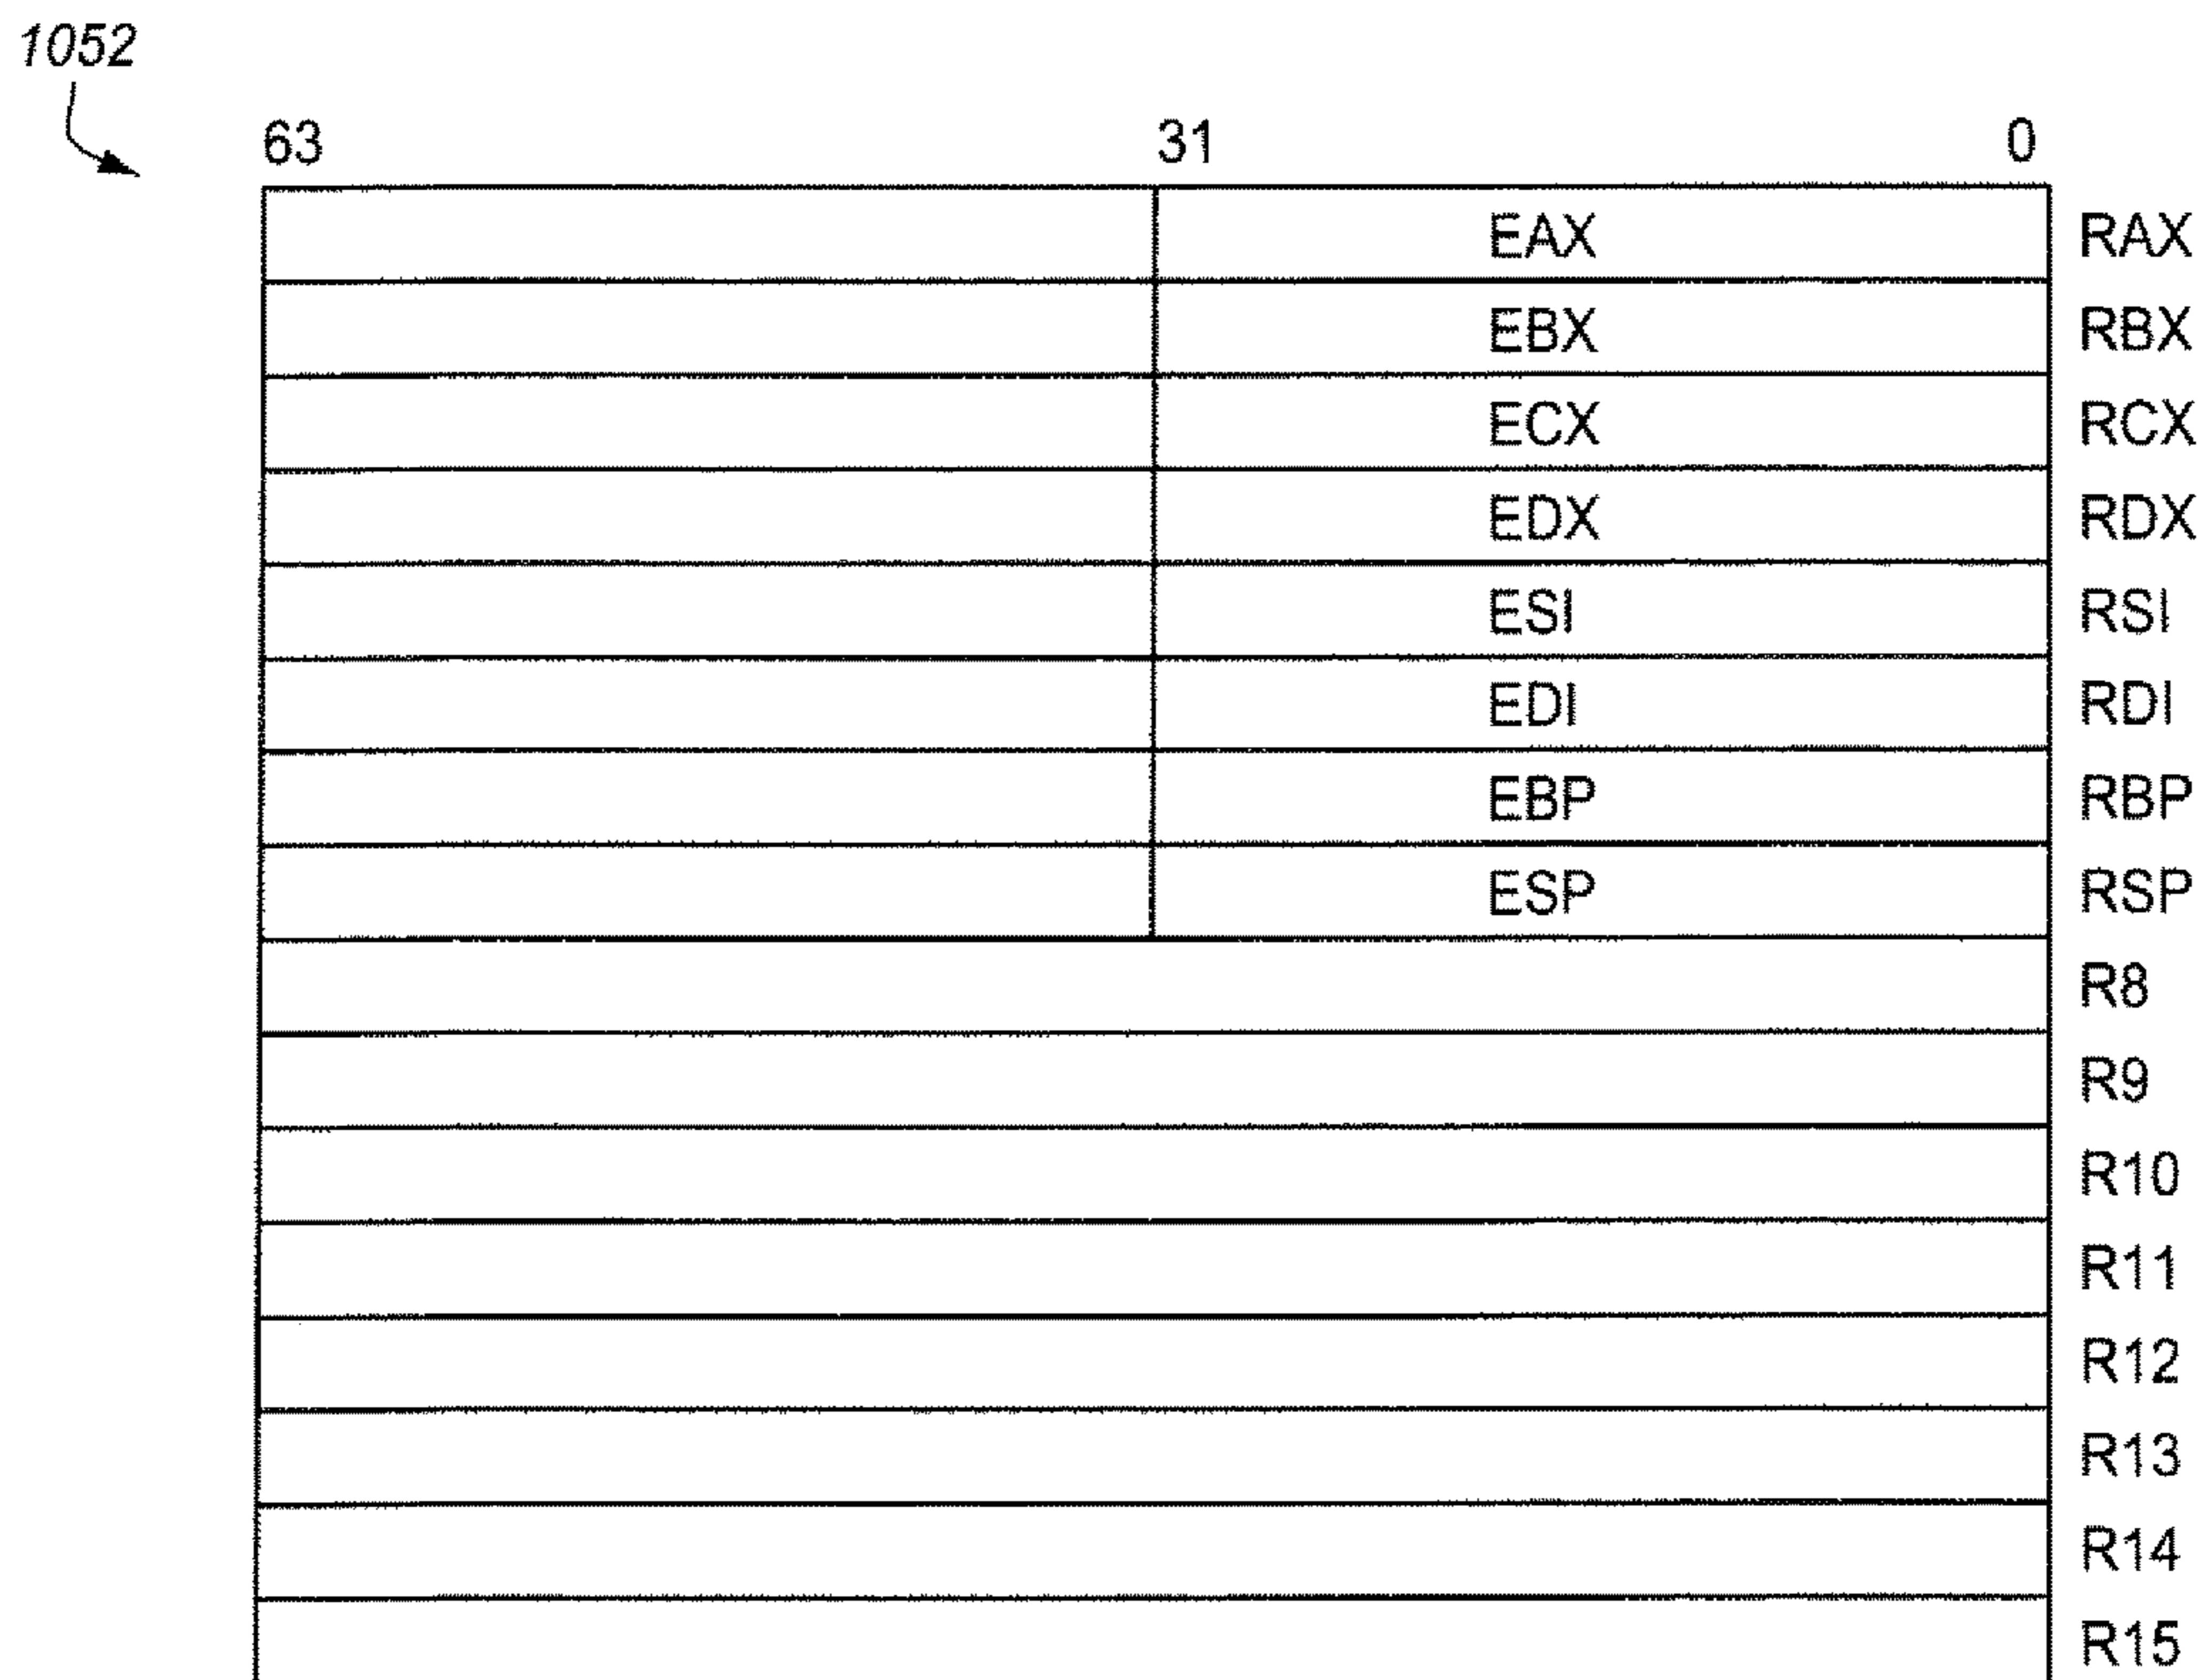 1052
63 31 0
EAX RAX
EBX RBX
ECX RCX
EDX RDX
ESI RSI
EDI RDI
EBP RBP
ESP RSP
R8
R9
R10
R11
R12
R13
R14
R15